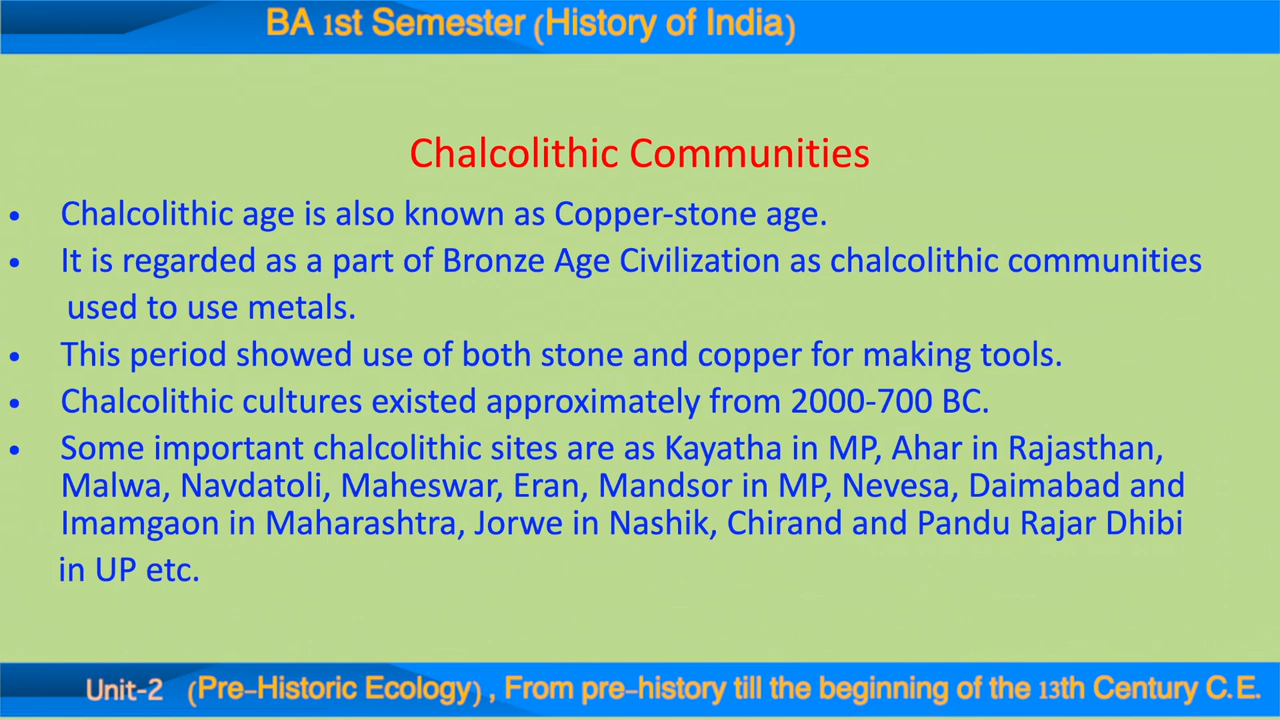 BA 1st Semester (History of India)
Chalcolithic Communities
• Chalcolithic age is also known as Copper-stone age.
• It is regarded as a part of Bronze Age Civilization as chalcolithic communities
used to use metals.
• This period showed use of both stone and copper for making tools.
• Chalcolithic cultures existed approximately from 2000-700 BC.
• Some important chalcolithic sites are as Kayatha in MP, Ahar in Rajasthan,
Malwa, Navdatoli, Maheswar, Eran, Mandsor in MP, Nevesa, Daimabad and
Imamgaon in Maharashtra, Jorwe in Nashik, Chirand and Pandu Rajar Dhibi
in UP etc.
Unit-2 (Pre-Historic Ecology) , From pre-history till the beginning of the 13th Century C.E.